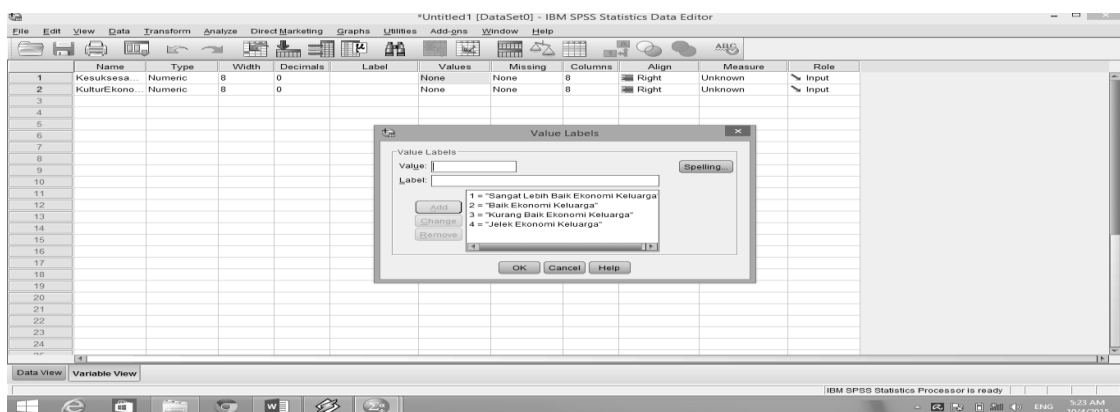 *Untitled1 [DataSet0] - IBM SPSS Statistics Data Editor
File Edit View Data Transform Analyze Direct Marketing Graphs Utilities Add-ons Window Help
Name Type Width Decimals Label Values Missing Columns Align Measure Role
1 Kesuksesa... Numeric 8 0 None None 8 Right Unknown Input
2 KulturEkono... Numeric 8 0 None None 8 Right Unknown Input
3
4
5
6
7
8
9
10
11
12
13
14
15
16
17
18
19
20
21
22
23
24
Value Labels
Value Labels
Value:
Spelling...
Label:
Add
Change
Remove
1 = "Sangat Lebih Baik Ekonomi Keluarga
2 = "Baik Ekonomi Keluarga"
3 = "Kurang Baik Ekonomi Keluarga"
4 = "Jelek Ekonomi Keluarga"
OK Cancel Help
Data View Variable View
IBM SPSS Statistics Processor is ready
ENG 5:23 AM
10/4/2015